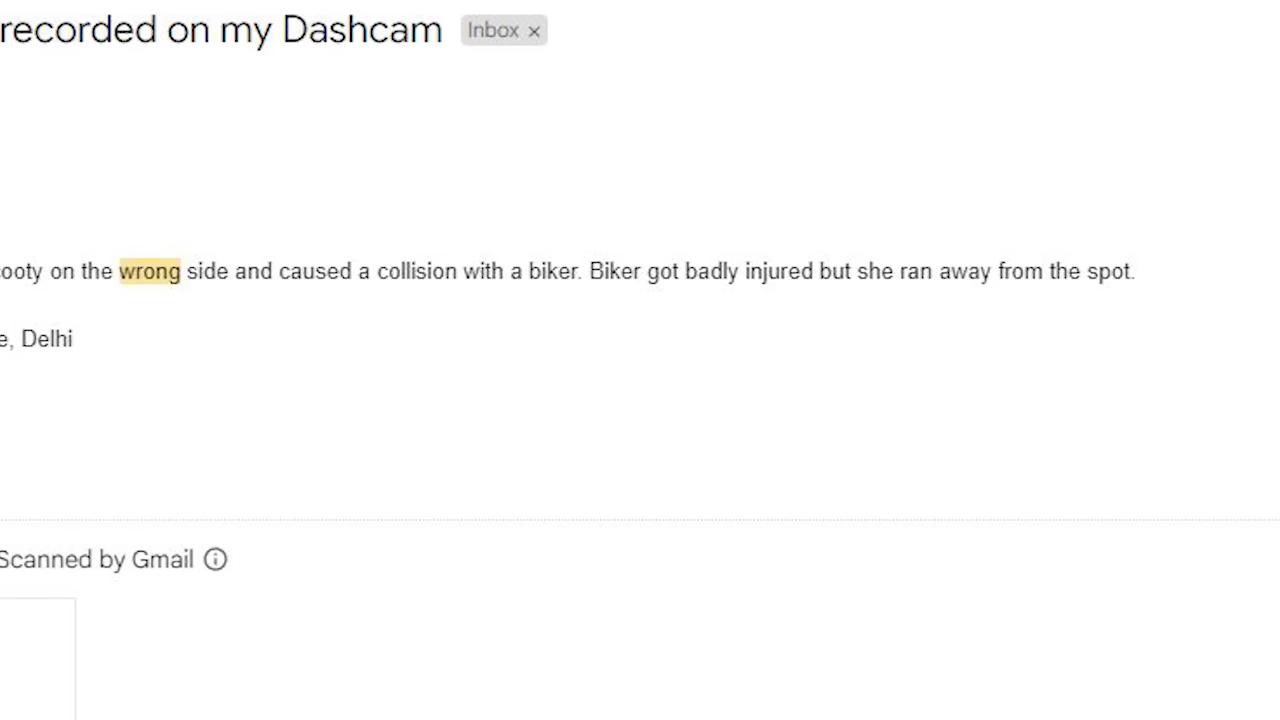 recorded on my Dashcam Inbox ×
ooty on the wrong side and caused a collision with a biker. Biker got badly injured but she ran away from the spot.
e, Delhi
Scanned by Gmail